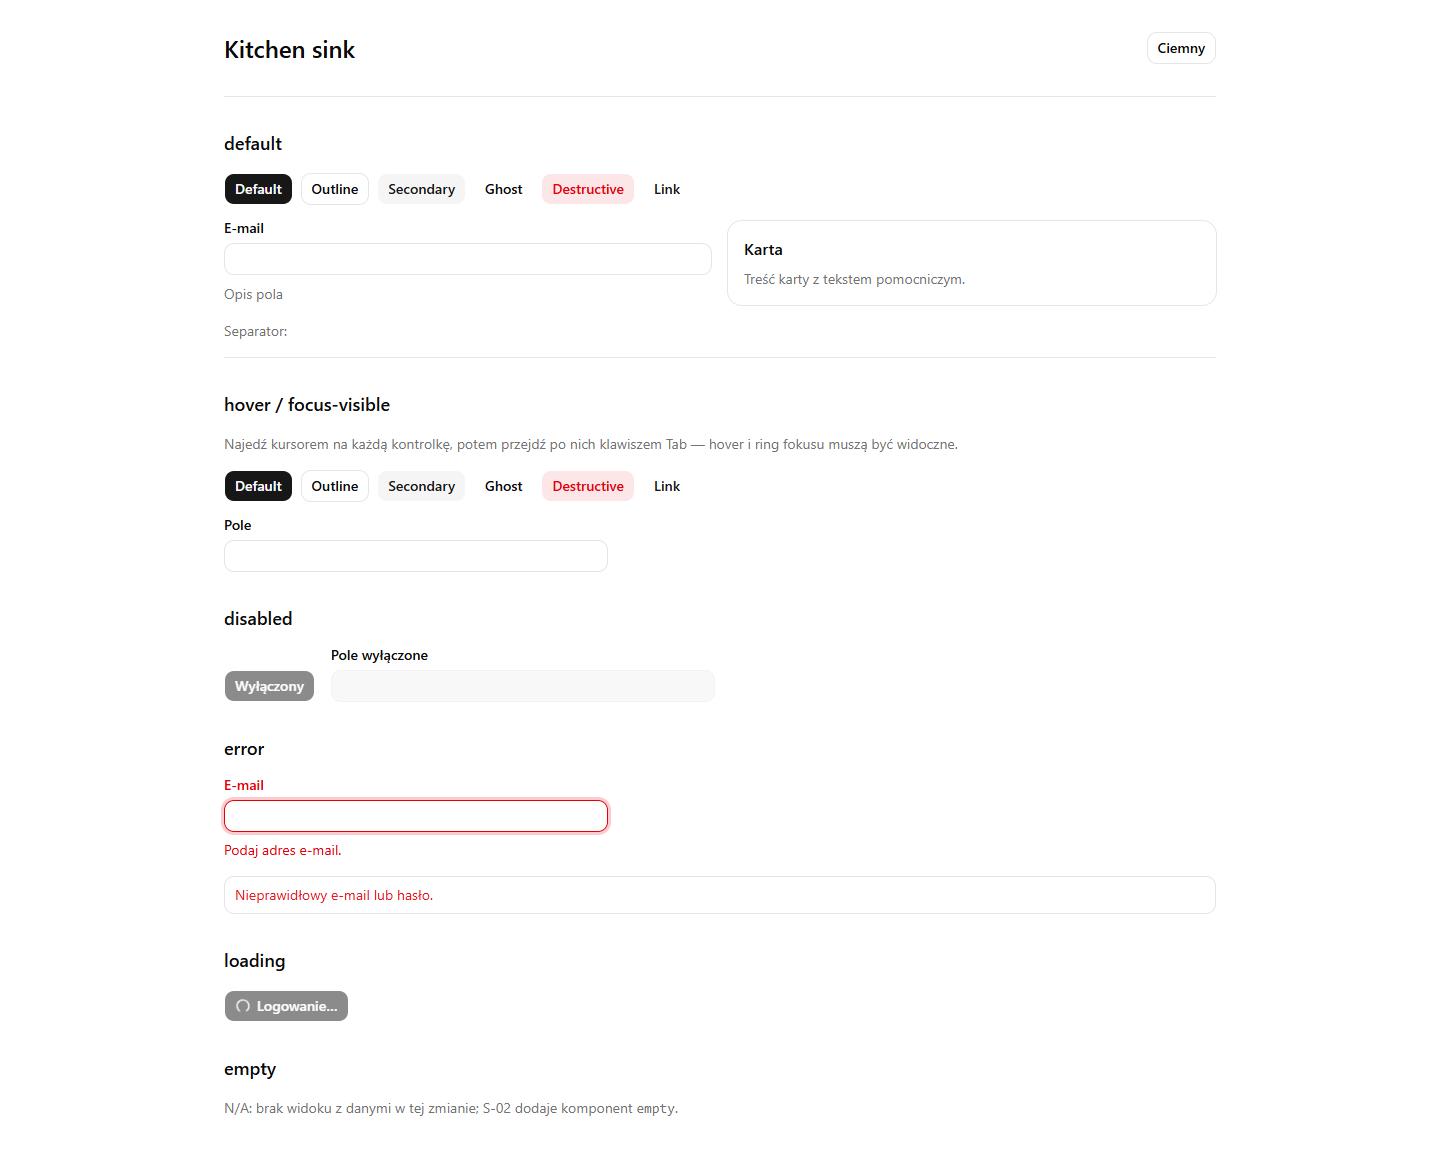 Kitchen sink
Ciemny
default
Default
Outline
Secondary
Ghost
Destructive
Link
E-mail
Opis pola
Karta
Treść karty z tekstem pomocniczym.
Separator:
hover / focus-visible
Najedź kursorem na każdą kontrolkę, potem przejdź po nich klawiszem Tab — hover i ring fokusu muszą być widoczne.
Default
Outline
Secondary
Ghost
Destructive
Link
Pole
disabled
Wyłączony
Pole wyłączone
error
E-mail
Podaj adres e-mail.
Nieprawidłowy e-mail lub hasło.
loading
Logowanie...
empty
N/A: brak widoku z danymi w tej zmianie; S-02 dodaje komponent empty.